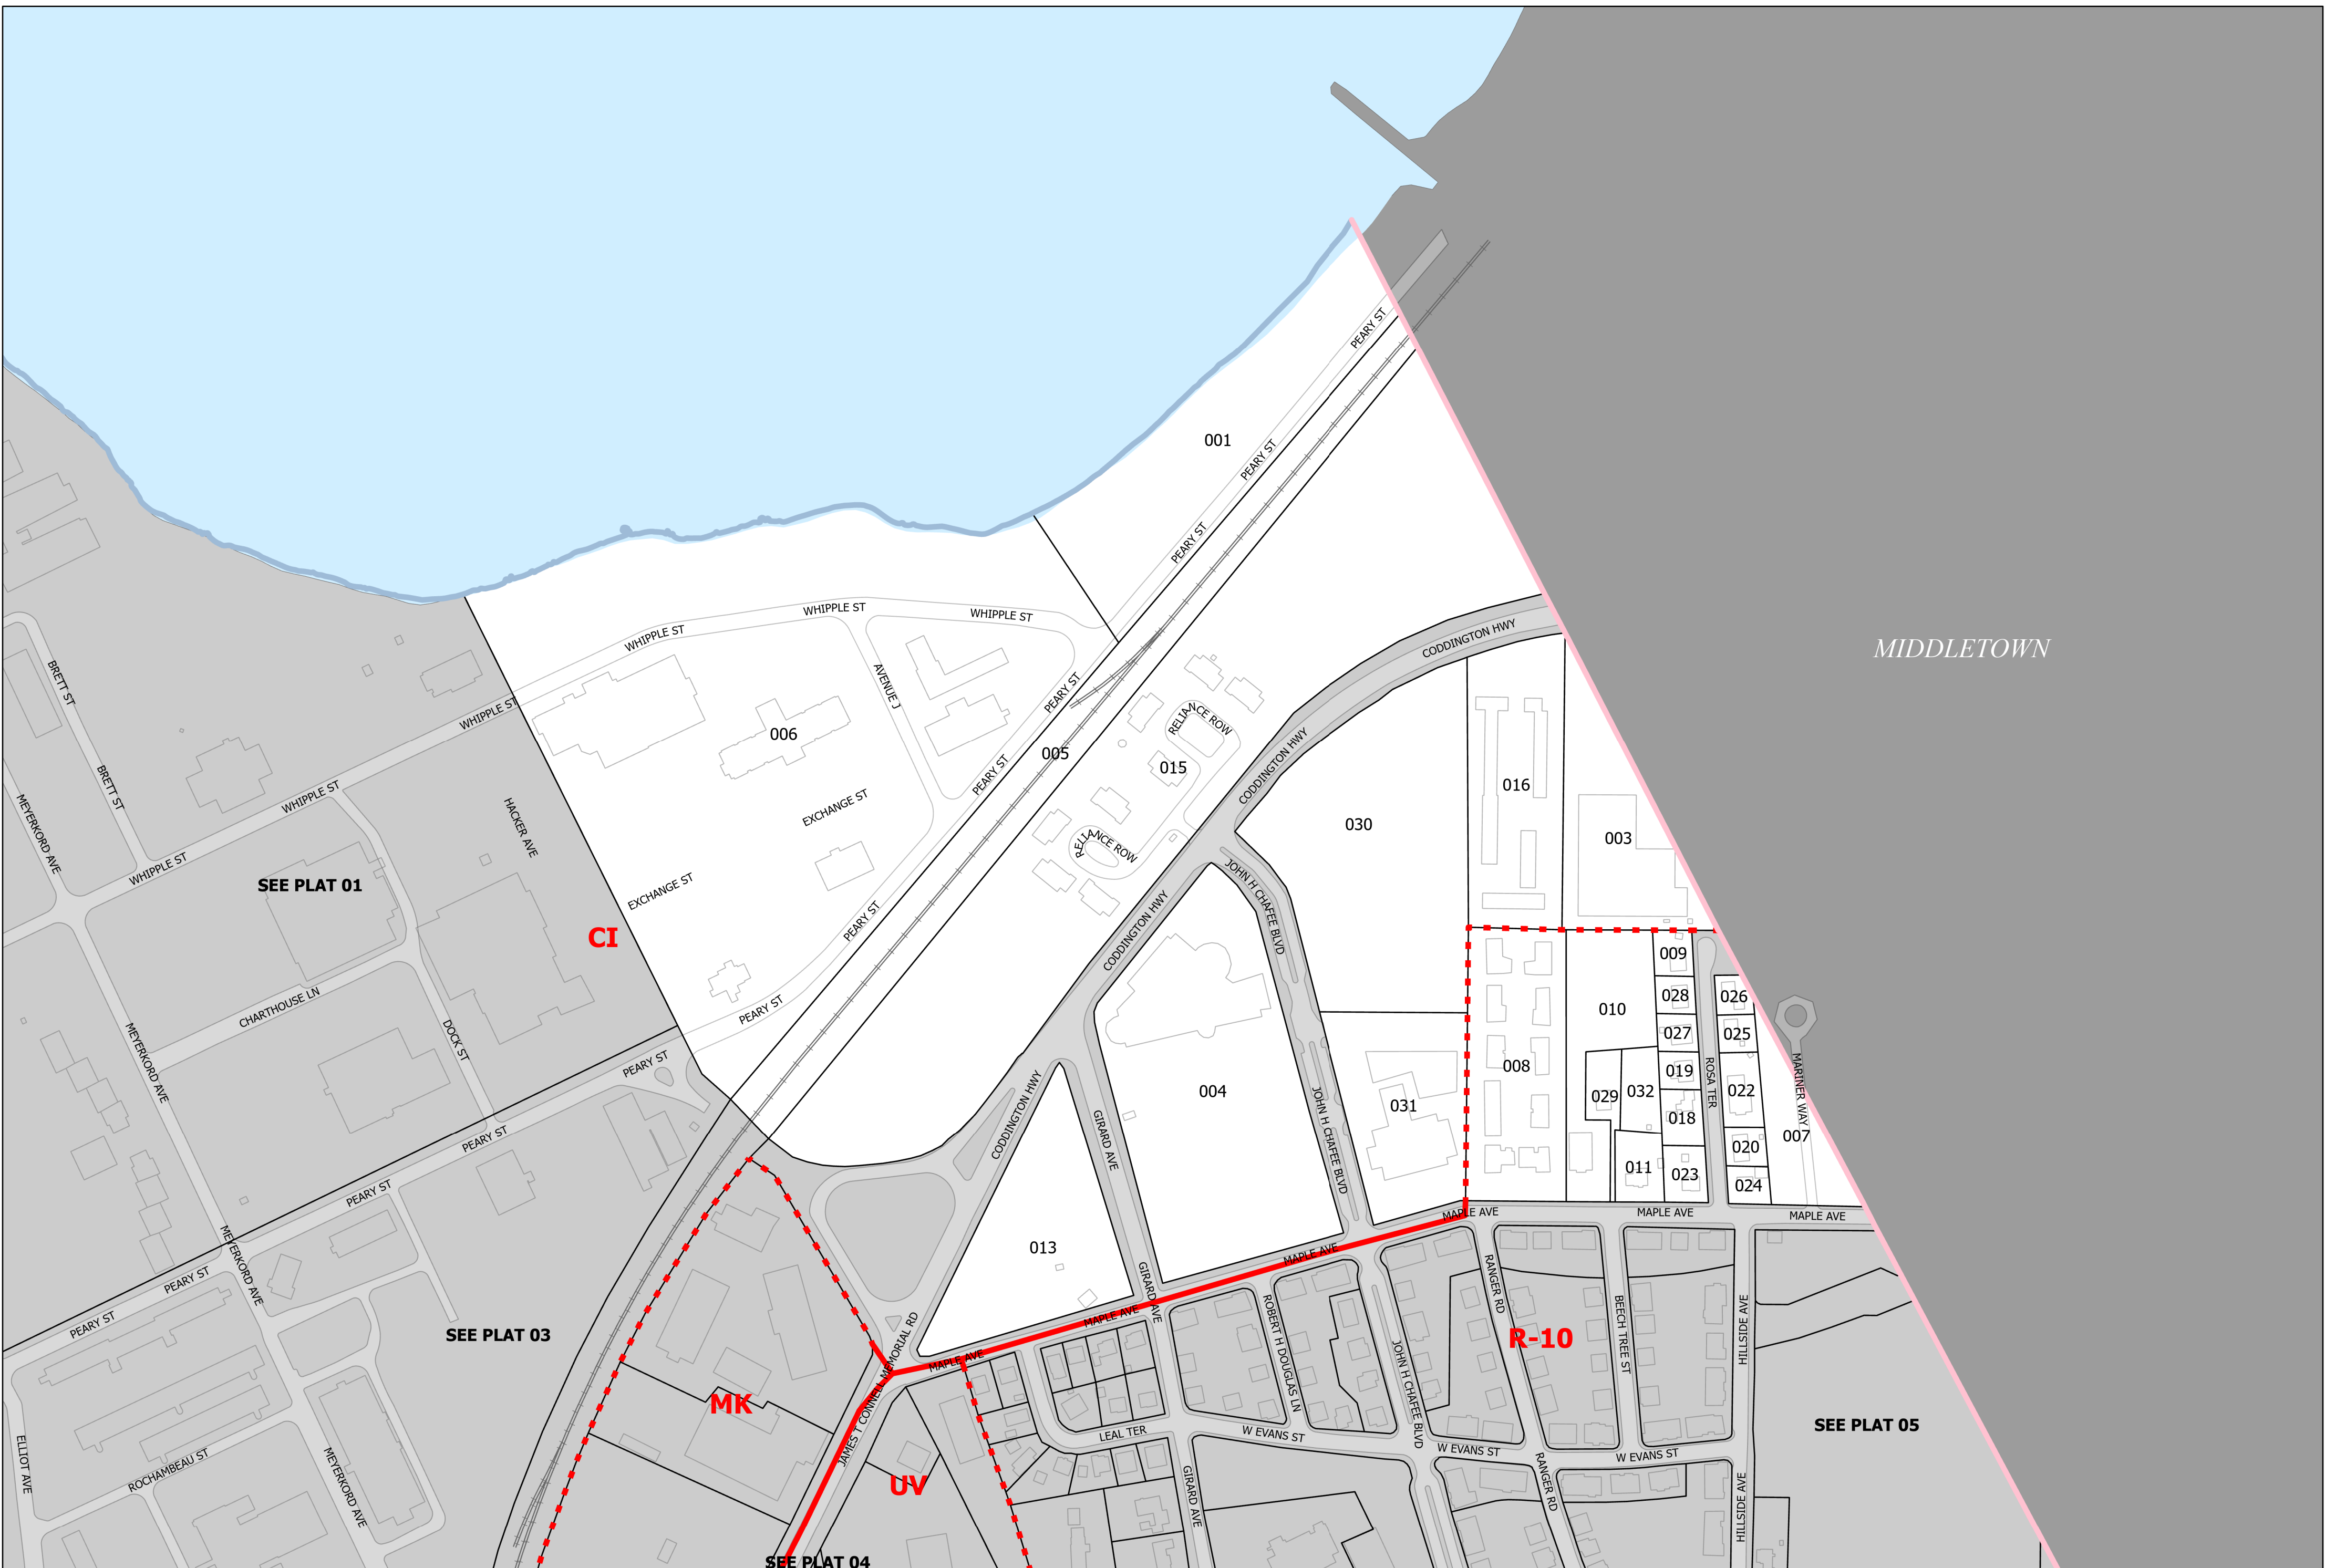 PEARY ST
001
PEARY ST
PEARY ST
WHIPPLE ST
WHIPPLE ST
WHIPPLE ST
CODDINGTON HWY
MIDDLETOWN
BRETT ST
AVENUE J
PEARY ST
WHIPPLE ST
RELIANCE ROW
006
005
015
CODDINGTON HWY
PEARY ST
016
BRETT ST
WHIPPLE ST
EXCHANGE ST
MEYERKORD AVE
HACKER AVE
030
003
RELIANCE ROW
WHIPPLE ST
SEE PLAT 01
EXCHANGE ST
JOHN H CHAFEE BLVD
PEARY ST
CODDINGTON HWY
CI
009
028
026
CHARTHOUSE LN
PEARY ST
010
027
025
DOCK ST
MEYERKORD AVE
PEARY ST
008
019
ROSA TER
MARINER WAY
004
029
032
022
CODDINGTON HWY
GIRARD AVE
031
JOHN H CHAFEE BLVD
018
PEARY ST
007
020
011
023
024
PEARY ST
MAPLE AVE
MAPLE AVE
MAPLE AVE
013
MAPLE AVE
MEYERKORD AVE
PEARY ST
GIRARD AVE
RANGER RD
PEARY ST
MAPLE AVE
SEE PLAT 03
JAMES T CONNELL MEMORIAL RD
MAPLE AVE
ROBERT H DOUGLAS LN
R-10
BEECH TREE ST
HILLSIDE AVE
JOHN H CHAFEE BLVD
MK
SEE PLAT 05
LEAL TER
W EVANS ST
W EVANS ST
W EVANS ST
ELLIOT AVE
ROCHAMBEAU ST
MEYERKORD AVE
UV
GIRARD AVE
RANGER RD
HILLSIDE AVE
SEE PLAT 04